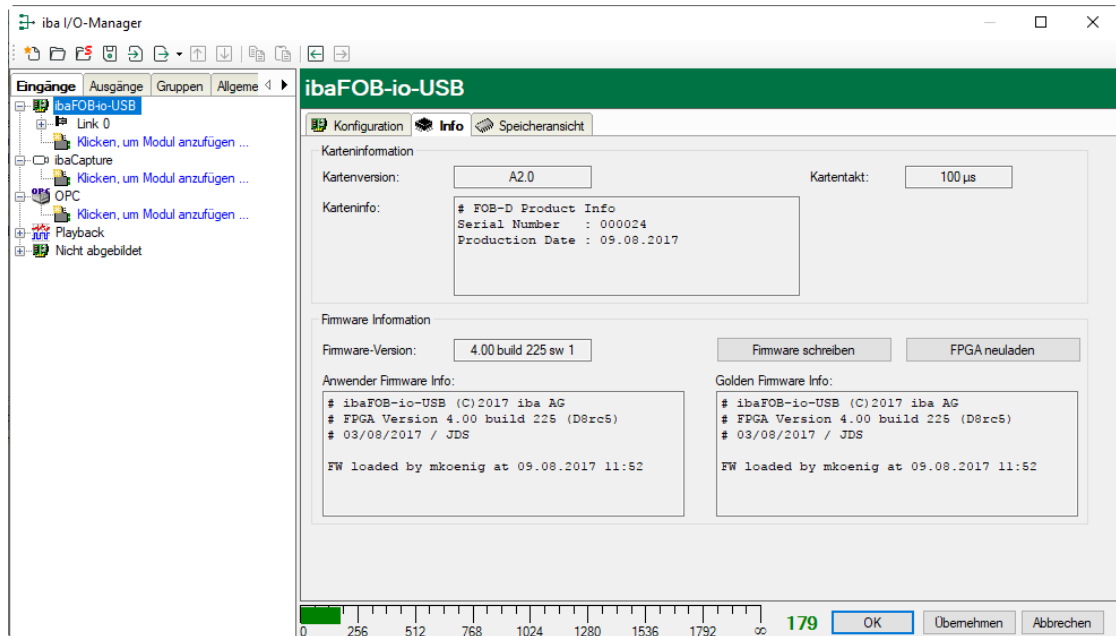 iba I/O-Manager
Eingänge Ausgänge Gruppen Allgeme
ibaFOB-io-USB
Link 0
Klicken, um Modul anzufügen ...
ibaCapture
Klicken, um Modul anzufügen ...
OPC
Klicken, um Modul anzufügen ...
Playback
Nicht abgebildet
ibaFOB-io-USB
Konfiguration Info Speicheransicht
Karteninformation
Kartenversion: A2.0 Kartentakt: 100 µs
Karteninfo:
# FOB-D Product Info
Serial Number : 000024
Production Date : 09.08.2017
Firmware Information
Firmware-Version: 4.00 build 225 sw 1 Firmware schreiben FPGA neuladen
Anwender Firmware Info:
# ibaFOB-io-USB (C)2017 iba AG
# FPGA Version 4.00 build 225 (D8rc5)
# 03/08/2017 / JDS
FW loaded by mkoenig at 09.08.2017 11:52
Golden Firmware Info:
# ibaFOB-io-USB (C)2017 iba AG
# FPGA Version 4.00 build 225 (D8rc5)
# 03/08/2017 / JDS
FW loaded by mkoenig at 09.08.2017 11:52
0 256 512 768 1024 1280 1536 1792 ∞ 179 OK Übernehmen Abbrechen